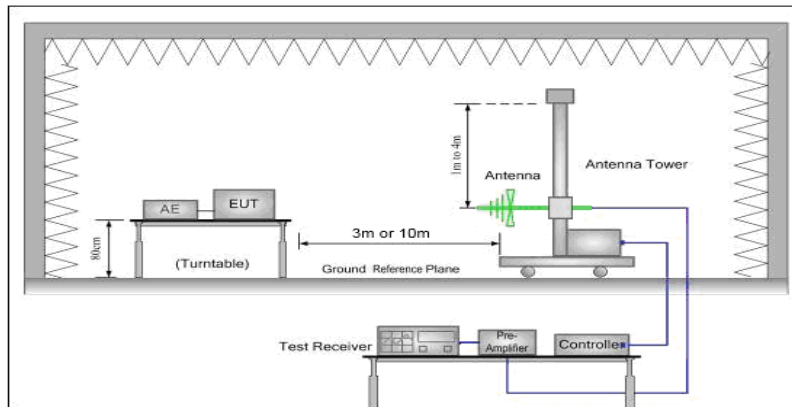 1m to 4m
Antenna
Antenna Tower
AE
EUT
80cm
3m or 10m
(Turntable)
Ground Reference Plane
Test Receiver
Pre-
Amplifier
Controller